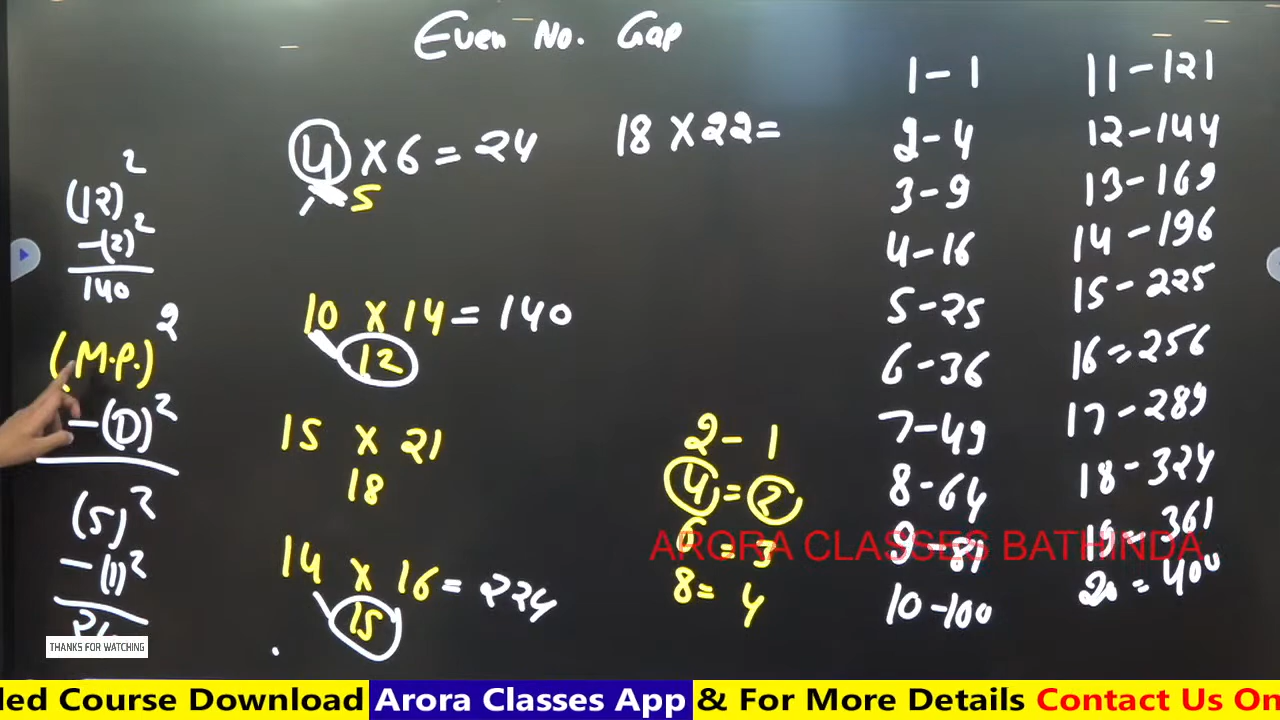 Even No. Gap
(12)²
-(2)²
140
(M.P.)²
-(D)²
(5)²
-(1)²
4 × 6 = 24
5
10 × 14 = 140
12
15 × 21
18
14 × 16 = 224
15
18 × 22 =
2 - 1
4 = 2
6 = 3
8 = 4
1 - 1
2 - 4
3 - 9
4 - 16
5 - 25
6 - 36
7 - 49
8 - 64
9 - 81
10 - 100
11 - 121
12 - 144
13 - 169
14 - 196
15 - 225
16 = 256
17 - 289
18 - 324
19 - 361
20 = 400
ARORA CLASSES BATHINDA
THANKS FOR WATCHING
led Course Download Arora Classes App & For More Details Contact Us On